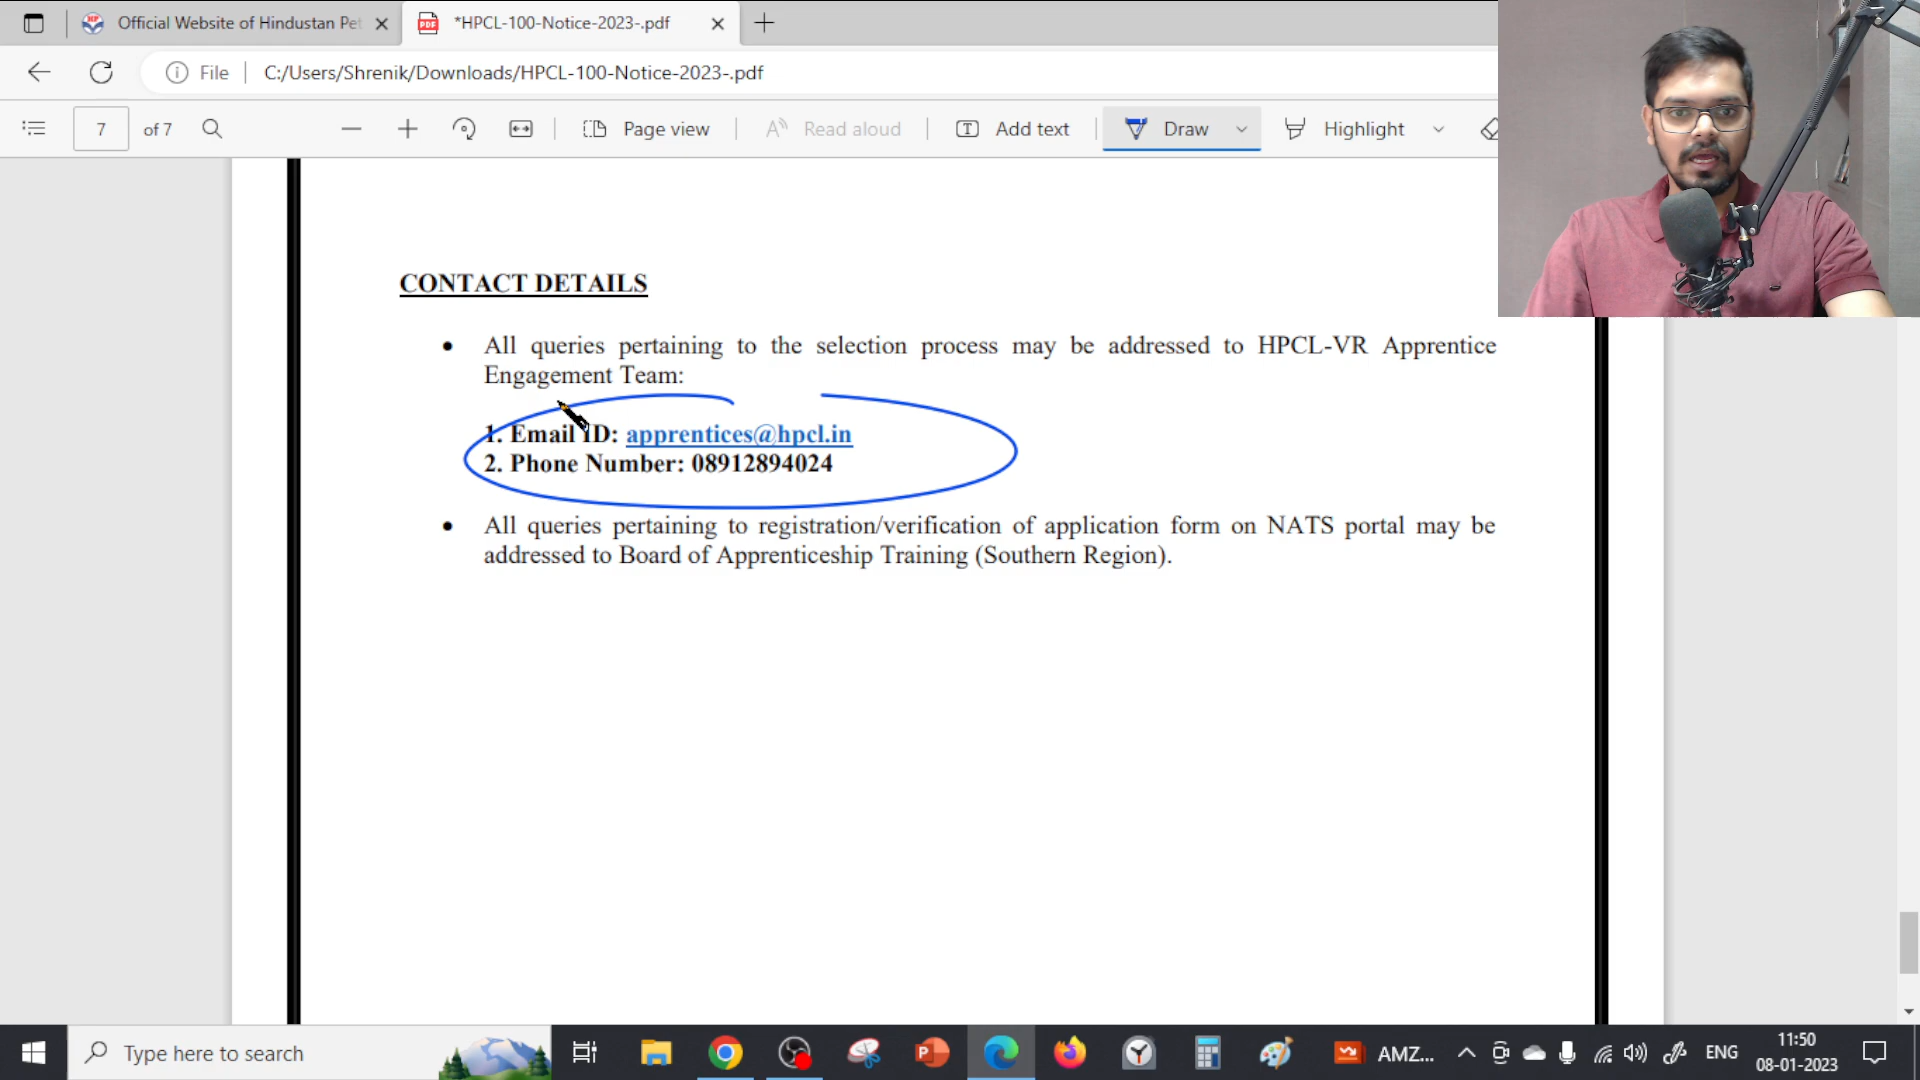 Official Website of Hindustan Pet
*HPCL-100-Notice-2023-.pdf
File
C:/Users/Shrenik/Downloads/HPCL-100-Notice-2023-.pdf
7 of 7
Page view
Read aloud
Add text
Draw
Highlight
CONTACT DETAILS
• All queries pertaining to the selection process may be addressed to HPCL-VR Apprentice
Engagement Team:
1. Email ID: apprentices@hpcl.in
2. Phone Number: 08912894024
• All queries pertaining to registration/verification of application form on NATS portal may be
addressed to Board of Apprenticeship Training (Southern Region).
Type here to search
AMZ...
ENG
11:50
08-01-2023